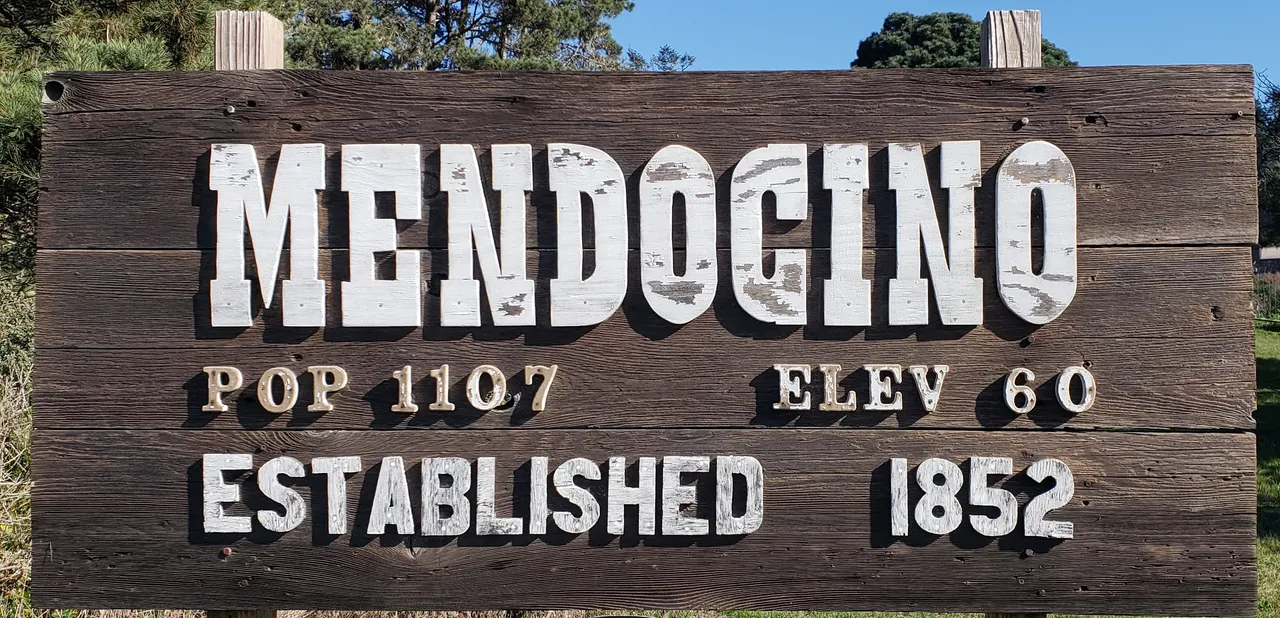 MENDOCINO
POP 1107 ELEV 60
ESTABLISHED 1852